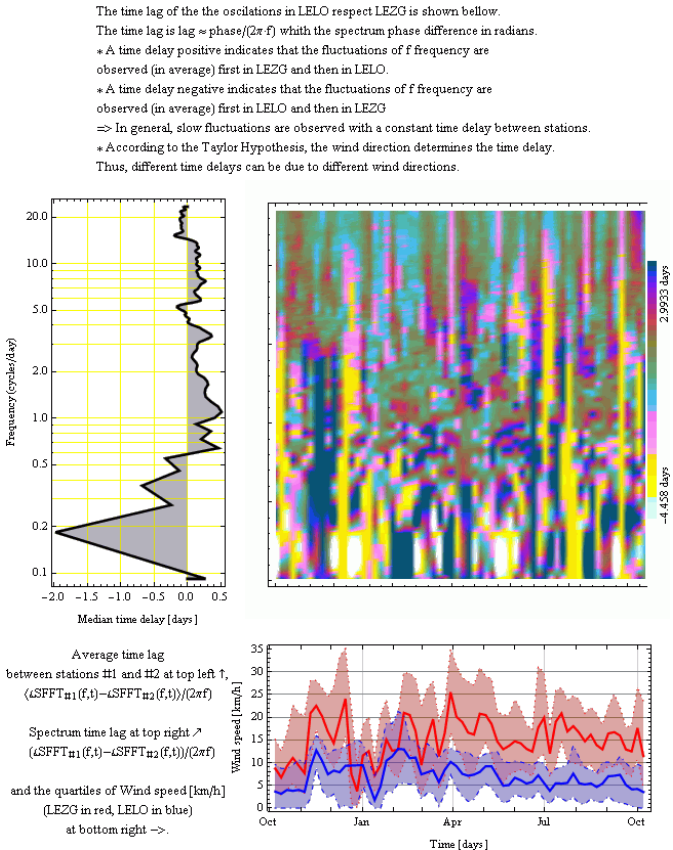 The time lag of the the oscilations in LELO respect LEZG is shown bellow.
The time lag is lag ≈ phase/(2π·f) whith the spectrum phase difference in radians.
* A time delay positive indicates that the fluctuations of f frequency are
observed (in average) first in LEZG and then in LELO.
* A time delay negative indicates that the fluctuations of f frequency are
observed (in average) first in LELO and then in LEZG
=> In general, slow fluctuations are observed with a constant time delay between stations.
* According to the Taylor Hypothesis, the wind direction determines the time delay.
Thus, different time delays can be due to different wind directions.
Frequency (cycles/day)
20.0
10.0
5.0
2.0
1.0
0.5
0.2
0.1
−2.0 −1.5 −1.0 −0.5 0.0 0.5
Median time delay [days]
2.9933 days
−4.458 days
Average time lag
between stations #1 and #2 at top left ↑,
⟨∠SFFT#1(f,t)−∠SFFT#2(f,t)⟩/(2πf)
Spectrum time lag at top right ↗
(∠SFFT#1(f,t)−∠SFFT#2(f,t))/(2πf)
and the quartiles of Wind speed [km/h]
(LEZG in red, LELO in blue)
at bottom right −>.
Wind speed [km/h]
35
30
25
20
15
10
5
0
Oct Jan Apr Jul Oct
Time [days]